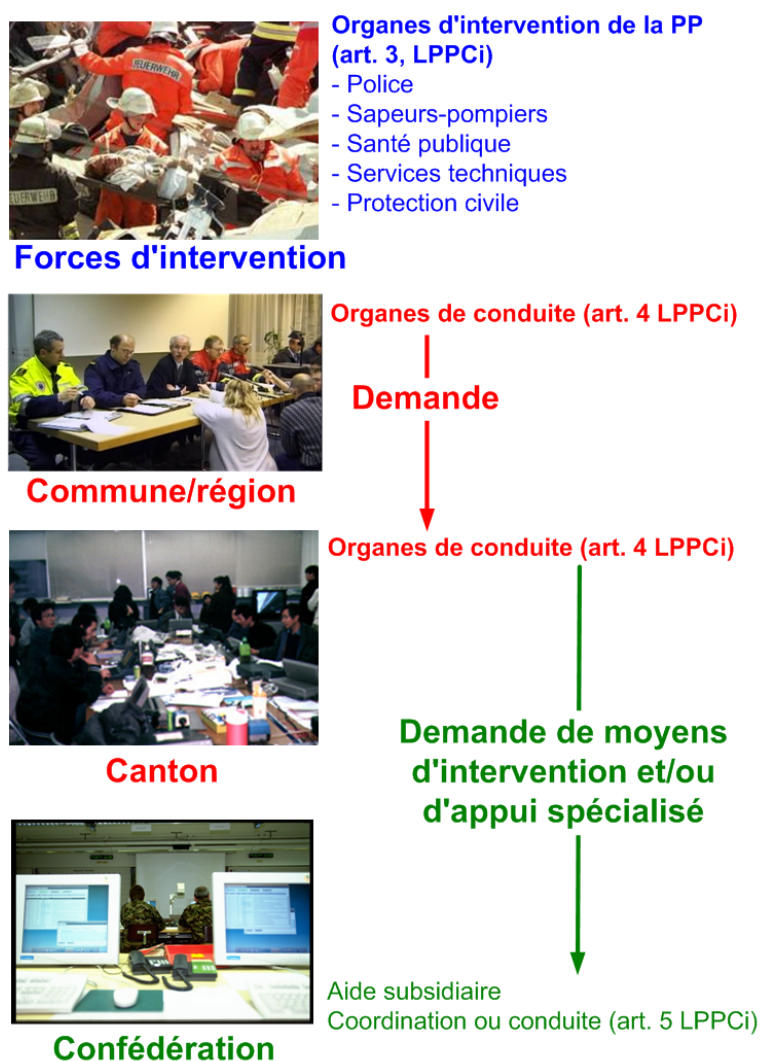 Organes d'intervention de la PP
(art. 3, LPPCi)
- Police
- Sapeurs-pompiers
- Santé publique
- Services techniques
- Protection civile
FEUERWEHR
Forces d'intervention
Organes de conduite (art. 4 LPPCi)
Demande
Commune/région
Organes de conduite (art. 4 LPPCi)
Demande de moyens
d'intervention et/ou
d'appui spécialisé
Canton
Aide subsidiaire
Coordination ou conduite (art. 5 LPPCi)
Confédération